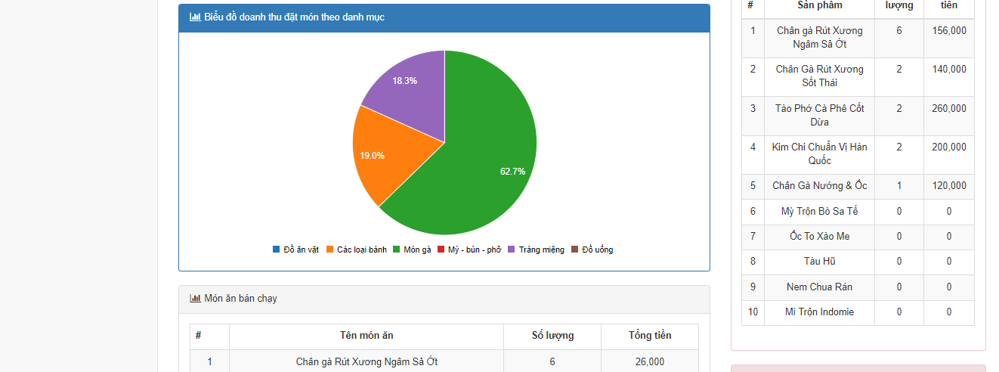 Biểu đồ doanh thu đặt món theo danh mục
18.3%
19.0%
62.7%
Đồ ăn vặt Các loại bánh Món gà Mỳ - bún - phở Tráng miệng Đồ uống
Món ăn bán chạy
# Tên món ăn Số lượng Tổng tiền
1 Chân gà Rút Xương Ngâm Sả Ớt 6 26,000
# Sản phẩm lượng tiền
1 Chân gà Rút Xương 6 156,000
Ngâm Sả Ớt
2 Chân Gà Rút Xương 2 140,000
Sốt Thái
3 Tào Phớ Cà Phê Cốt 2 260,000
Dừa
4 Kim Chi Chuẩn Vị Hàn 2 200,000
Quốc
5 Chân Gà Nướng & Ốc 1 120,000
6 Mỳ Trộn Bò Sa Tế 0 0
7 Ốc To Xào Me 0 0
8 Tàu Hũ 0 0
9 Nem Chua Rán 0 0
10 Mì Trộn Indomie 0 0